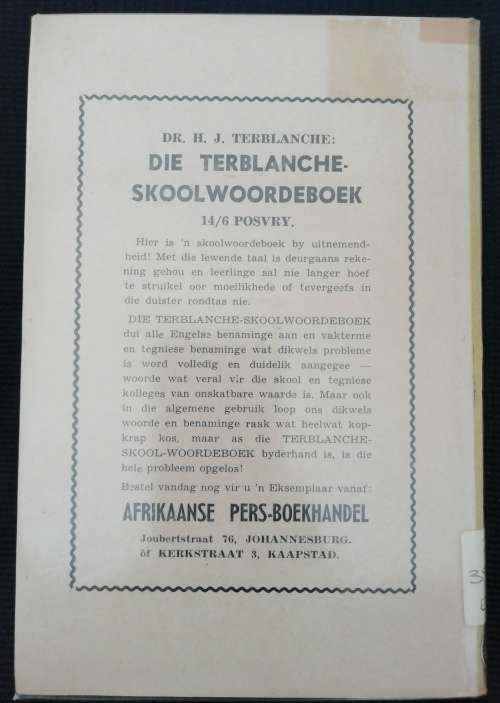 DR. H. J. TERBLANCHE:
DIE TERBLANCHE-
SKOOLWOORDEBOEK
14/6 POSVRY.
Hier is 'n skoolwoordeboek by uitnemend-
heid! Met die lewende taal is deurgaans reke-
ning gehou en leerlinge sal nie langer hoef
te struikel oor moeilikhede of tevergeefs in
die duister rondtas nie.
DIE TERBLANCHE-SKOOLWOORDEBOEK
dui alle Engelse benaminge aan en vakterme
en tegniese benaminge wat dikwels probleme
is word volledig en duidelik aangegee —
woorde wat veral vir die skool en tegniese
kolleges van onskatbare waarde is. Maar ook
in die algemene gebruik loop ons dikwels
woorde en benaminge raak wat heelwat kop-
krap kos, maar as die TERBLANCHE-
SKOOL-WOORDEBOEK byderhand is, is die
hele probleem opgelos!
Bestel vandag nog vir u 'n Eksemplaar vanaf:
AFRIKAANSE PERS-BOEKHANDEL
Joubertstraat 76, JOHANNESBURG.
òf KERKSTRAAT 3, KAAPSTAD.